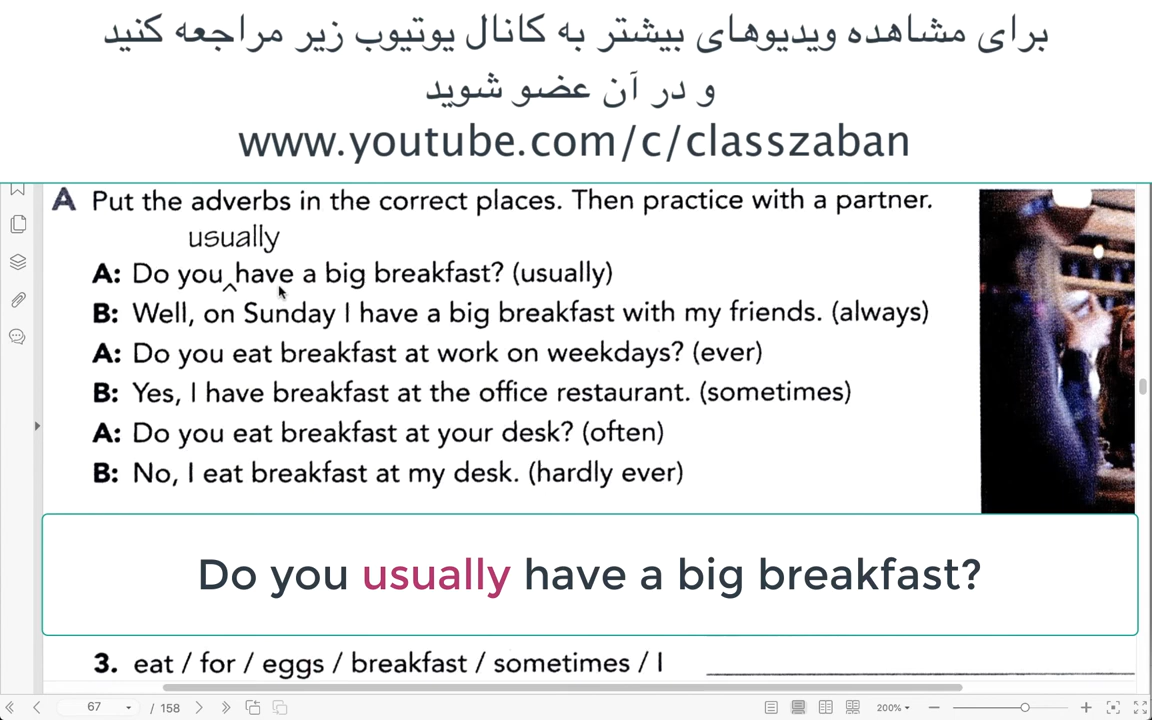 برای مشاهده ویدیوهای بیشتر به کانال یوتیوب زیر مراجعه کنید
و در آن عضو شوید
www.youtube.com/c/classzaban
A Put the adverbs in the correct places. Then practice with a partner.
usually
A: Do you ^ have a big breakfast? (usually)
B: Well, on Sunday I have a big breakfast with my friends. (always)
A: Do you eat breakfast at work on weekdays? (ever)
B: Yes, I have breakfast at the office restaurant. (sometimes)
A: Do you eat breakfast at your desk? (often)
B: No, I eat breakfast at my desk. (hardly ever)
Do you usually have a big breakfast?
3. eat / for / eggs / breakfast / sometimes / I
67 / 158 200%